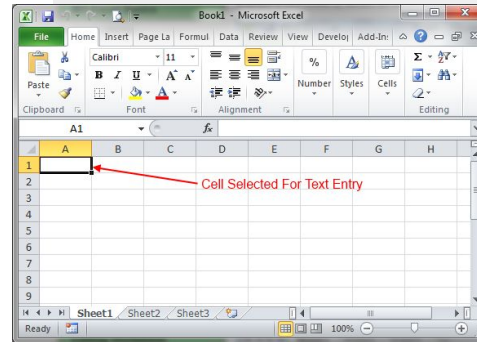 Book1 - Microsoft Excel
File Home Insert Page La Formul Data Review View Develop Add-Ins
Calibri 11
B I U A A
Paste
% Number Styles Cells
Clipboard Font Alignment Editing
A1 fx
A B C D E F G H
1
2 Cell Selected For Text Entry
3
4
5
6
7
8
9
Sheet1 Sheet2 Sheet3
Ready 100%